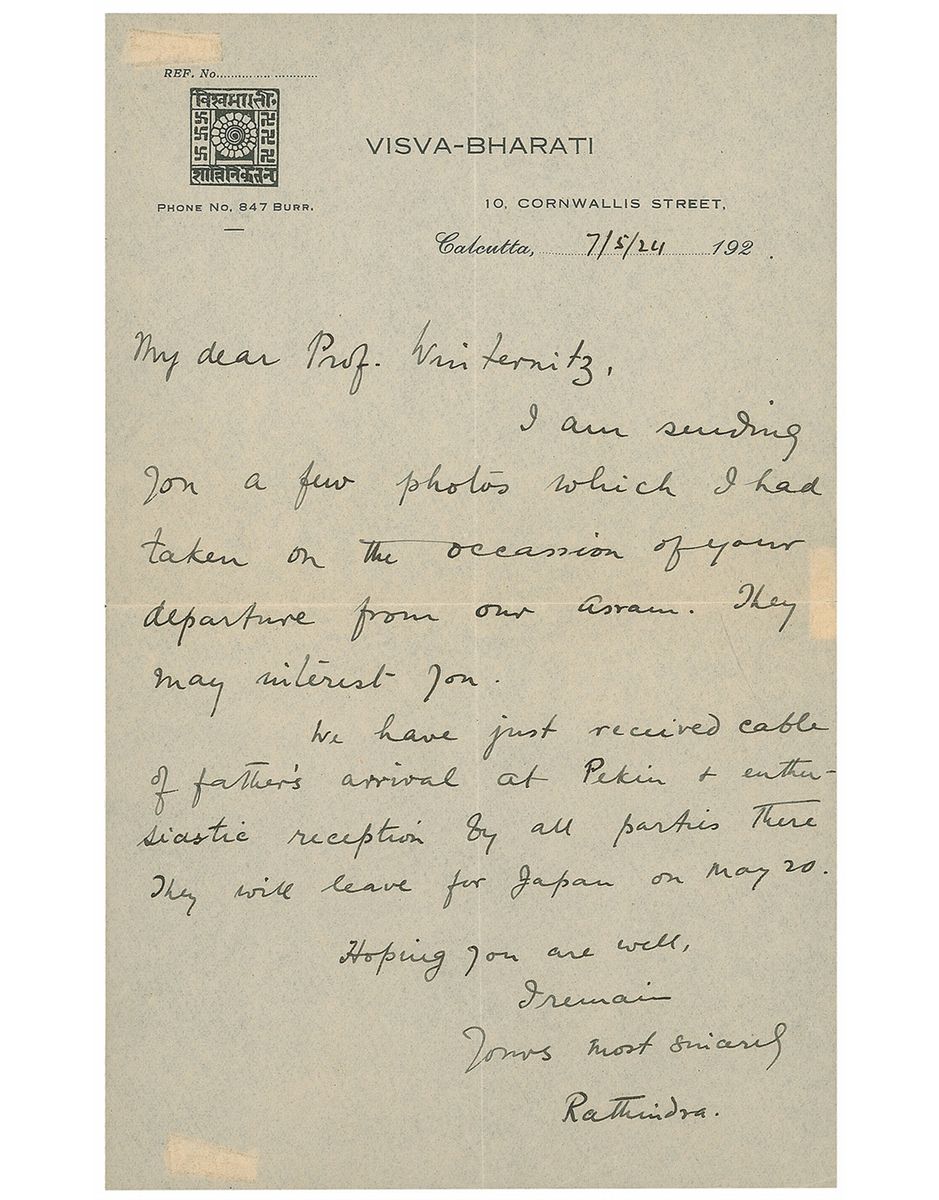 REF. No.............................
विश्वभारती
शान्तिनिकेतन
PHONE NO. 847 BURR.
VISVA-BHARATI
10, CORNWALLIS STREET,
Calcutta, 7/5/24 192 .
My dear Prof. Winternitz,
I am sending
you a few photos which I had
taken on the occassion of your
departure from our asram. They
may interest you.
We have just received cable
of father's arrival at Pekin & enthu-
siastic reception by all parties there
They will leave for Japan on May 20.
Hoping you are well,
I remain
Yours most sincerely
Rathindra.